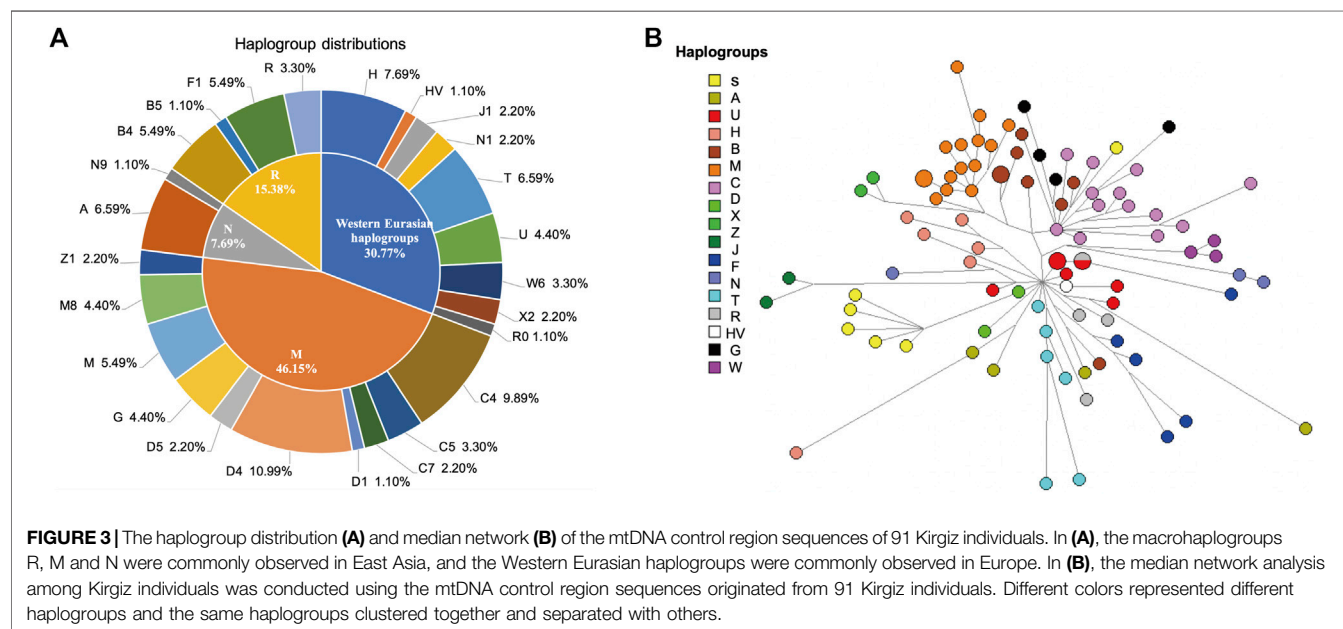 A
Haplogroup distributions
R 3.30%
H 7.69%
HV 1.10%
J1 2.20%
N1 2.20%
T 6.59%
U 4.40%
W6 3.30%
X2 2.20%
R0 1.10%
C4 9.89%
C5 3.30%
C7 2.20%
D1 1.10%
D4 10.99%
D5 2.20%
G 4.40%
M 5.49%
M8 4.40%
Z1 2.20%
A 6.59%
N9 1.10%
B4 5.49%
B5 1.10%
F1 5.49%
R
15.38%
N
7.69%
Western Eurasian
haplogroups
30.77%
M
46.15%
B
Haplogroups
S
A
U
H
B
M
C
D
X
Z
J
F
N
T
R
HV
G
W
FIGURE 3 | The haplogroup distribution (A) and median network (B) of the mtDNA control region sequences of 91 Kirgiz individuals. In (A), the macrohaplogroups
R, M and N were commonly observed in East Asia, and the Western Eurasian haplogroups were commonly observed in Europe. In (B), the median network analysis
among Kirgiz individuals was conducted using the mtDNA control region sequences originated from 91 Kirgiz individuals. Different colors represented different
haplogroups and the same haplogroups clustered together and separated with others.